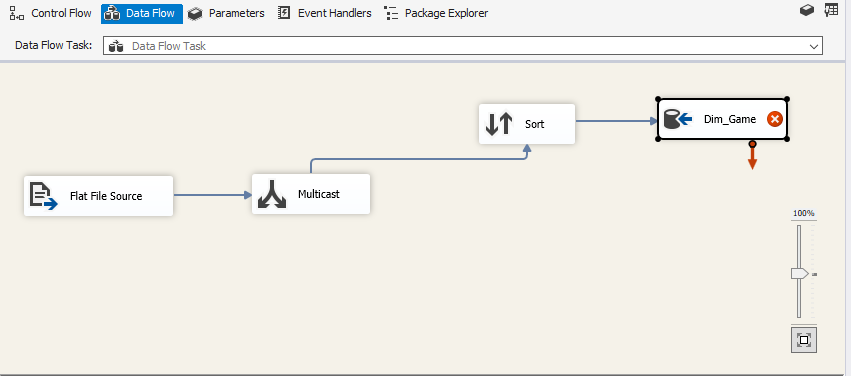 Control Flow Data Flow Parameters Event Handlers Package Explorer
Data Flow Task: Data Flow Task
Sort
Dim_Game
Flat File Source
Multicast
100%